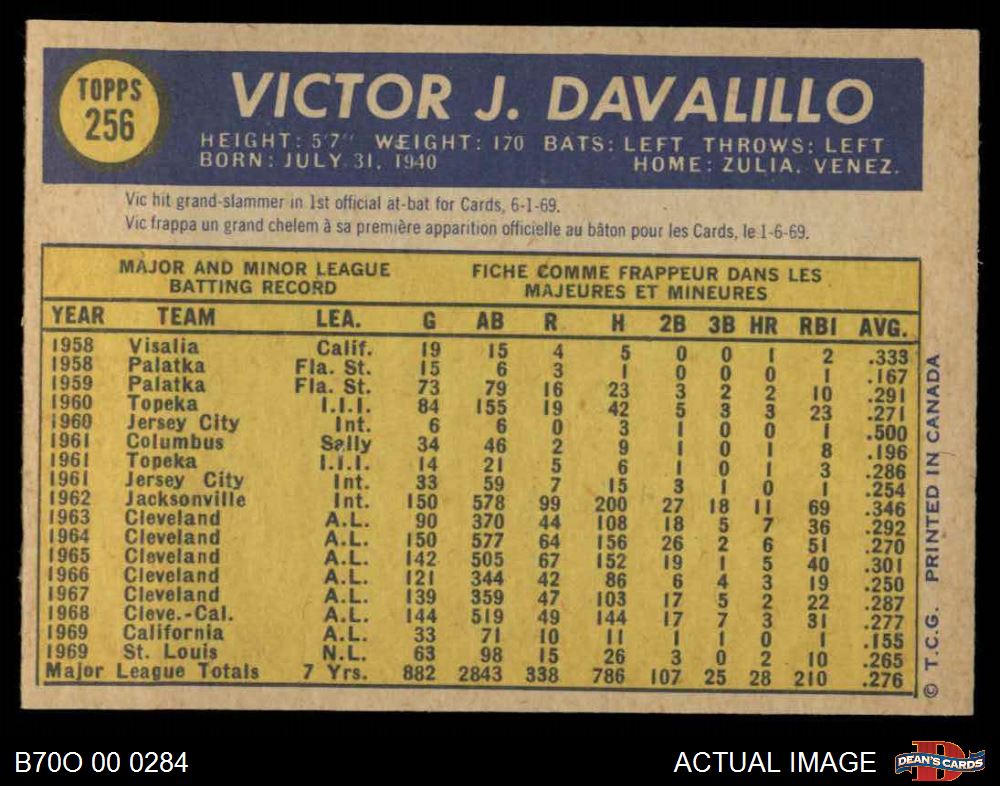 TOPPS
256
VICTOR J. DAVALILLO
HEIGHT: 5'7" WEIGHT: 170 BATS: LEFT THROWS: LEFT
BORN: JULY 31, 1940 HOME: ZULIA, VENEZ.
Vic hit grand-slammer in 1st official at-bat for Cards, 6-1-69.
Vic frappa un grand chelem à sa première apparition officielle au bâton pour les Cards, le 1-6-69.
MAJOR AND MINOR LEAGUE FICHE COMME FRAPPEUR DANS LES
BATTING RECORD MAJEURES ET MINEURES
YEAR TEAM LEA. G AB R H 2B 3B HR RBI AVG.
1958 Visalia Calif. 19 15 4 5 0 0 1 2 .333
1958 Palatka Fla. St. 15 6 3 1 0 0 0 1 .167
1959 Palatka Fla. St. 73 79 16 23 3 2 2 10 .291
1960 Topeka I.I.I. 84 155 19 42 5 3 3 23 .271
1960 Jersey City Int. 6 6 0 3 1 0 0 1 .500
1961 Columbus Sally 34 46 2 9 1 0 1 8 .196
1961 Topeka I.I.I. 14 21 5 6 1 0 1 3 .286
1961 Jersey City Int. 33 59 7 15 3 1 0 1 .254
1962 Jacksonville Int. 150 578 99 200 27 18 11 69 .346
1963 Cleveland A.L. 90 370 44 108 18 5 7 36 .292
1964 Cleveland A.L. 150 577 64 156 26 2 6 51 .270
1965 Cleveland A.L. 142 505 67 152 19 1 5 40 .301
1966 Cleveland A.L. 121 344 42 86 6 4 3 19 .250
1967 Cleveland A.L. 139 359 47 103 17 5 2 22 .287
1968 Cleve.-Cal. A.L. 144 519 49 144 17 7 3 31 .277
1969 California A.L. 33 71 10 11 1 1 0 1 .155
1969 St. Louis N.L. 63 98 15 26 3 0 2 10 .265
Major League Totals 7 Yrs. 882 2843 338 786 107 25 28 210 .276
© T.C.G. PRINTED IN CANADA
B70O 00 0284
ACTUAL IMAGE
D
DEAN'S CARDS